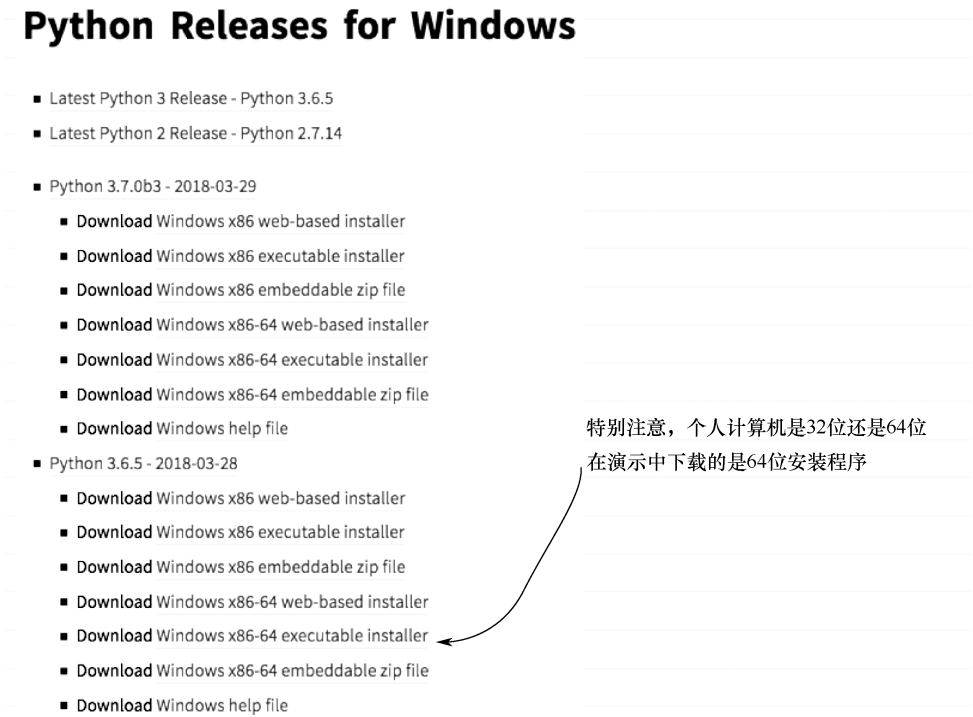 Python Releases for Windows
Latest Python 3 Release - Python 3.6.5
Latest Python 2 Release - Python 2.7.14
Python 3.7.0b3 - 2018-03-29
Download Windows x86 web-based installer
Download Windows x86 executable installer
Download Windows x86 embeddable zip file
Download Windows x86-64 web-based installer
Download Windows x86-64 executable installer
Download Windows x86-64 embeddable zip file
Download Windows help file
特别注意，个人计算机是32位还是64位
在演示中下载的是64位安装程序
Python 3.6.5 - 2018-03-28
Download Windows x86 web-based installer
Download Windows x86 executable installer
Download Windows x86 embeddable zip file
Download Windows x86-64 web-based installer
Download Windows x86-64 executable installer
Download Windows x86-64 embeddable zip file
Download Windows help file